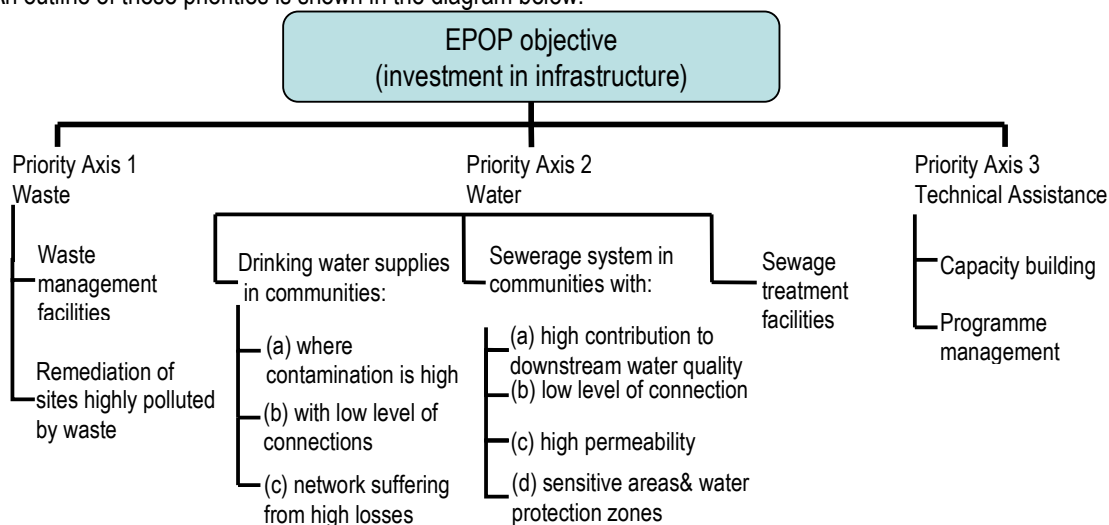 An outline of these priorities is shown in the diagram below.
EPOP objective
(investment in infrastructure)
Priority Axis 1
Waste
Waste
management
facilities
Remediation of
sites highly polluted
by waste
Priority Axis 2
Water
Drinking water supplies
in communities:
(a) where
contamination is high
(b) with low level of
connections
(c) network suffering
from high losses
Sewerage system in
communities with:
(a) high contribution to
downstream water quality
(b) low level of connection
(c) high permeability
(d) sensitive areas& water
protection zones
Sewage
treatment
facilities
Priority Axis 3
Technical Assistance
Capacity building
Programme
management